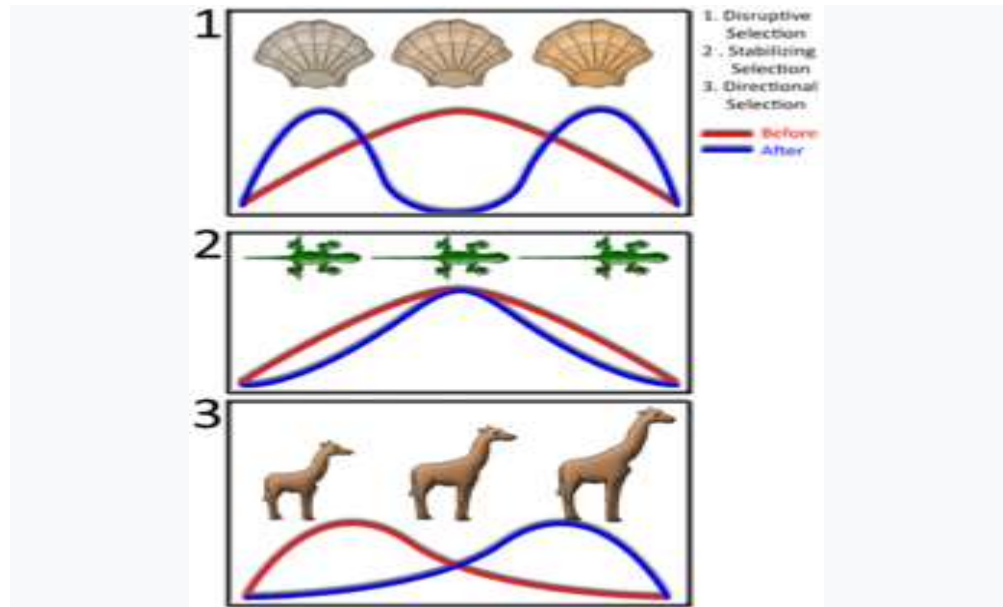 1
1. Disruptive
Selection
2 . Stabilizing
Selection
3. Directional
Selection
Before
After
2
3